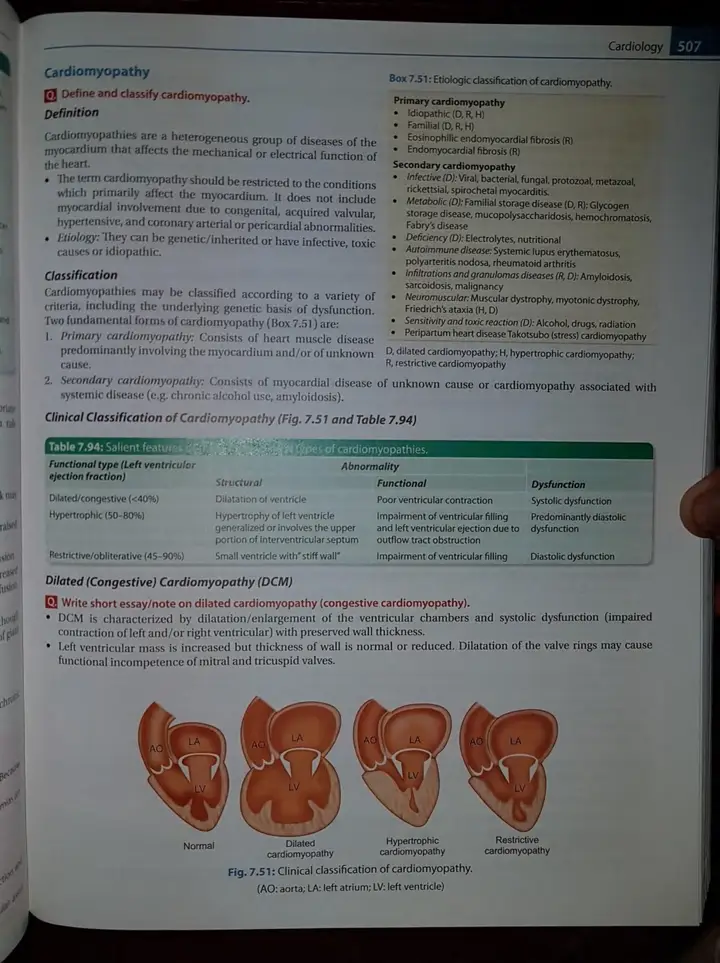 Cardiology 507
Cardiomyopathy
Q Define and classify cardiomyopathy.
Definition
Cardiomyopathies are a heterogeneous group of diseases of the
myocardium that affects the mechanical or electrical function of
the heart.
• The term cardiomyopathy should be restricted to the conditions
which primarily affect the myocardium. It does not include
myocardial involvement due to congenital, acquired valvular,
hypertensive, and coronary arterial or pericardial abnormalities.
• Etiology: They can be genetic/inherited or have infective, toxic
causes or idiopathic.
Classification
Cardiomyopathies may be classified according to a variety of
criteria, including the underlying genetic basis of dysfunction.
Two fundamental forms of cardiomyopathy (Box 7.51) are:
1. Primary cardiomyopathy: Consists of heart muscle disease
predominantly involving the myocardium and/or of unknown
cause.
2. Secondary cardiomyopathy: Consists of myocardial disease of unknown cause or cardiomyopathy associated with
systemic disease (e.g. chronic alcohol use, amyloidosis).
Box 7.51: Etiologic classification of cardiomyopathy.
Primary cardiomyopathy
• Idiopathic (D, R, H)
• Familial (D, R, H)
• Eosinophilic endomyocardial fibrosis (R)
• Endomyocardial fibrosis (R)
Secondary cardiomyopathy
• Infective (D): Viral, bacterial, fungal, protozoal, metazoal,
rickettsial, spirochetal myocarditis.
• Metabolic (D): Familial storage disease (D, R): Glycogen
storage disease, mucopolysaccharidosis, hemochromatosis,
Fabry's disease
• Deficiency (D): Electrolytes, nutritional
• Autoimmune disease: Systemic lupus erythematosus,
polyarteritis nodosa, rheumatoid arthritis
• Infiltrations and granulomas diseases (R, D): Amyloidosis,
sarcoidosis, malignancy
• Neuromuscular: Muscular dystrophy, myotonic dystrophy,
Friedrich's ataxia (H, D)
• Sensitivity and toxic reaction (D): Alcohol, drugs, radiation
• Peripartum heart disease Takotsubo (stress) cardiomyopathy
D, dilated cardiomyopathy; H, hypertrophic cardiomyopathy;
R, restrictive cardiomyopathy
Clinical Classification of Cardiomyopathy (Fig. 7.51 and Table 7.94)
Table 7.94: Salient features types of cardiomyopathies.
Functional type (Left ventricular
ejection fraction)
Abnormality
Structural Functional Dysfunction
Dilated/congestive (<40%) Dilatation of ventricle Poor ventricular contraction Systolic dysfunction
Hypertrophic (50–80%) Hypertrophy of left ventricle Impairment of ventricular filling Predominantly diastolic
generalized or involves the upper and left ventricular ejection due to dysfunction
portion of interventricular septum outflow tract obstruction
Restrictive/obliterative (45–90%) Small ventricle with "stiff wall" Impairment of ventricular filling Diastolic dysfunction
Dilated (Congestive) Cardiomyopathy (DCM)
Q Write short essay/note on dilated cardiomyopathy (congestive cardiomyopathy).
• DCM is characterized by dilatation/enlargement of the ventricular chambers and systolic dysfunction (impaired
contraction of left and/or right ventricular) with preserved wall thickness.
• Left ventricular mass is increased but thickness of wall is normal or reduced. Dilatation of the valve rings may cause
functional incompetence of mitral and tricuspid valves.
AO LA LV
AO LA LV
AO LA LV
AO LA LV
Normal
Dilated
cardiomyopathy
Hypertrophic
cardiomyopathy
Restrictive
cardiomyopathy
Fig. 7.51: Clinical classification of cardiomyopathy.
(AO: aorta; LA: left atrium; LV: left ventricle)